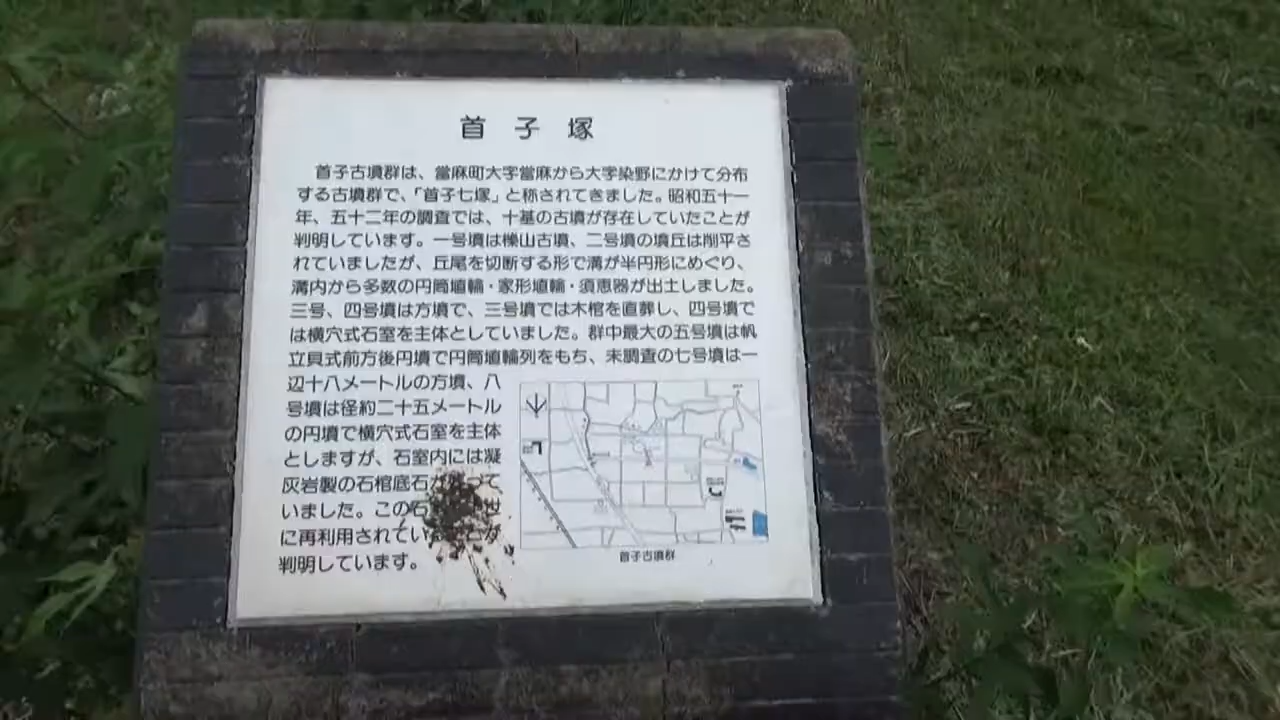 首子塚
首子古墳群は、當麻町大字當麻から大字染野にかけて分布
する古墳群で、「首子七塚」と称されてきました。昭和五十一
年、五十二年の調査では、十基の古墳が存在していたことが
判明しています。一号墳は櫟山古墳、二号墳の墳丘は削平さ
れていましたが、丘尾を切断する形で溝が半円形にめぐり、
溝内から多数の円筒埴輪・家形埴輪・須恵器が出土しました。
三号、四号墳は方墳で、三号墳では木棺を直葬し、四号墳で
は横穴式石室を主体としていました。群中最大の五号墳は帆
立貝式前方後円墳で円筒埴輪列をもち、未調査の七号墳は一
辺十八メートルの方墳、八
号墳は径約二十五メートル
の円墳で横穴式石室を主体
としますが、石室内には凝
灰岩製の石棺底石が って
いました。この石 世
に再利用されてい が
判明しています。
首子古墳群